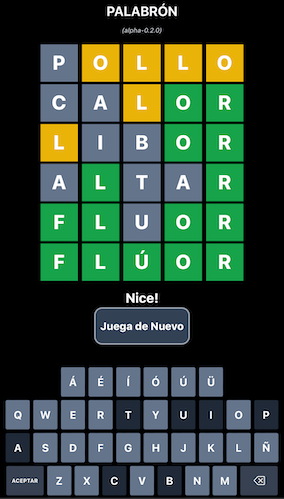 PALABRÓN
(alpha-0.2.0)
P O L L O
C A L O R
L I B O R
A L T A R
F L U O R
F L Ú O R
Nice!
Juega de Nuevo
Á É Í Ó Ú Ü
Q W E R T Y U I O P
A S D F G H J K L Ñ
ACEPTAR Z X C V B N M